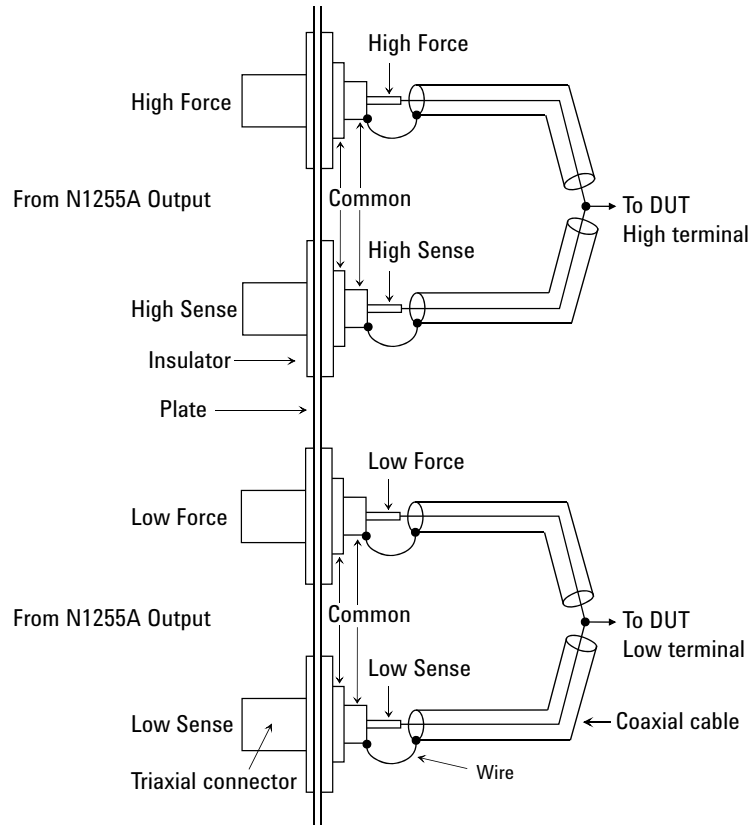 High Force
High Force
From N1255A Output
Common
To DUT
High terminal
High Sense
High Sense
Insulator
Plate
Low Force
Low Force
From N1255A Output
Common
To DUT
Low terminal
Low Sense
Low Sense
Coaxial cable
Triaxial connector
Wire